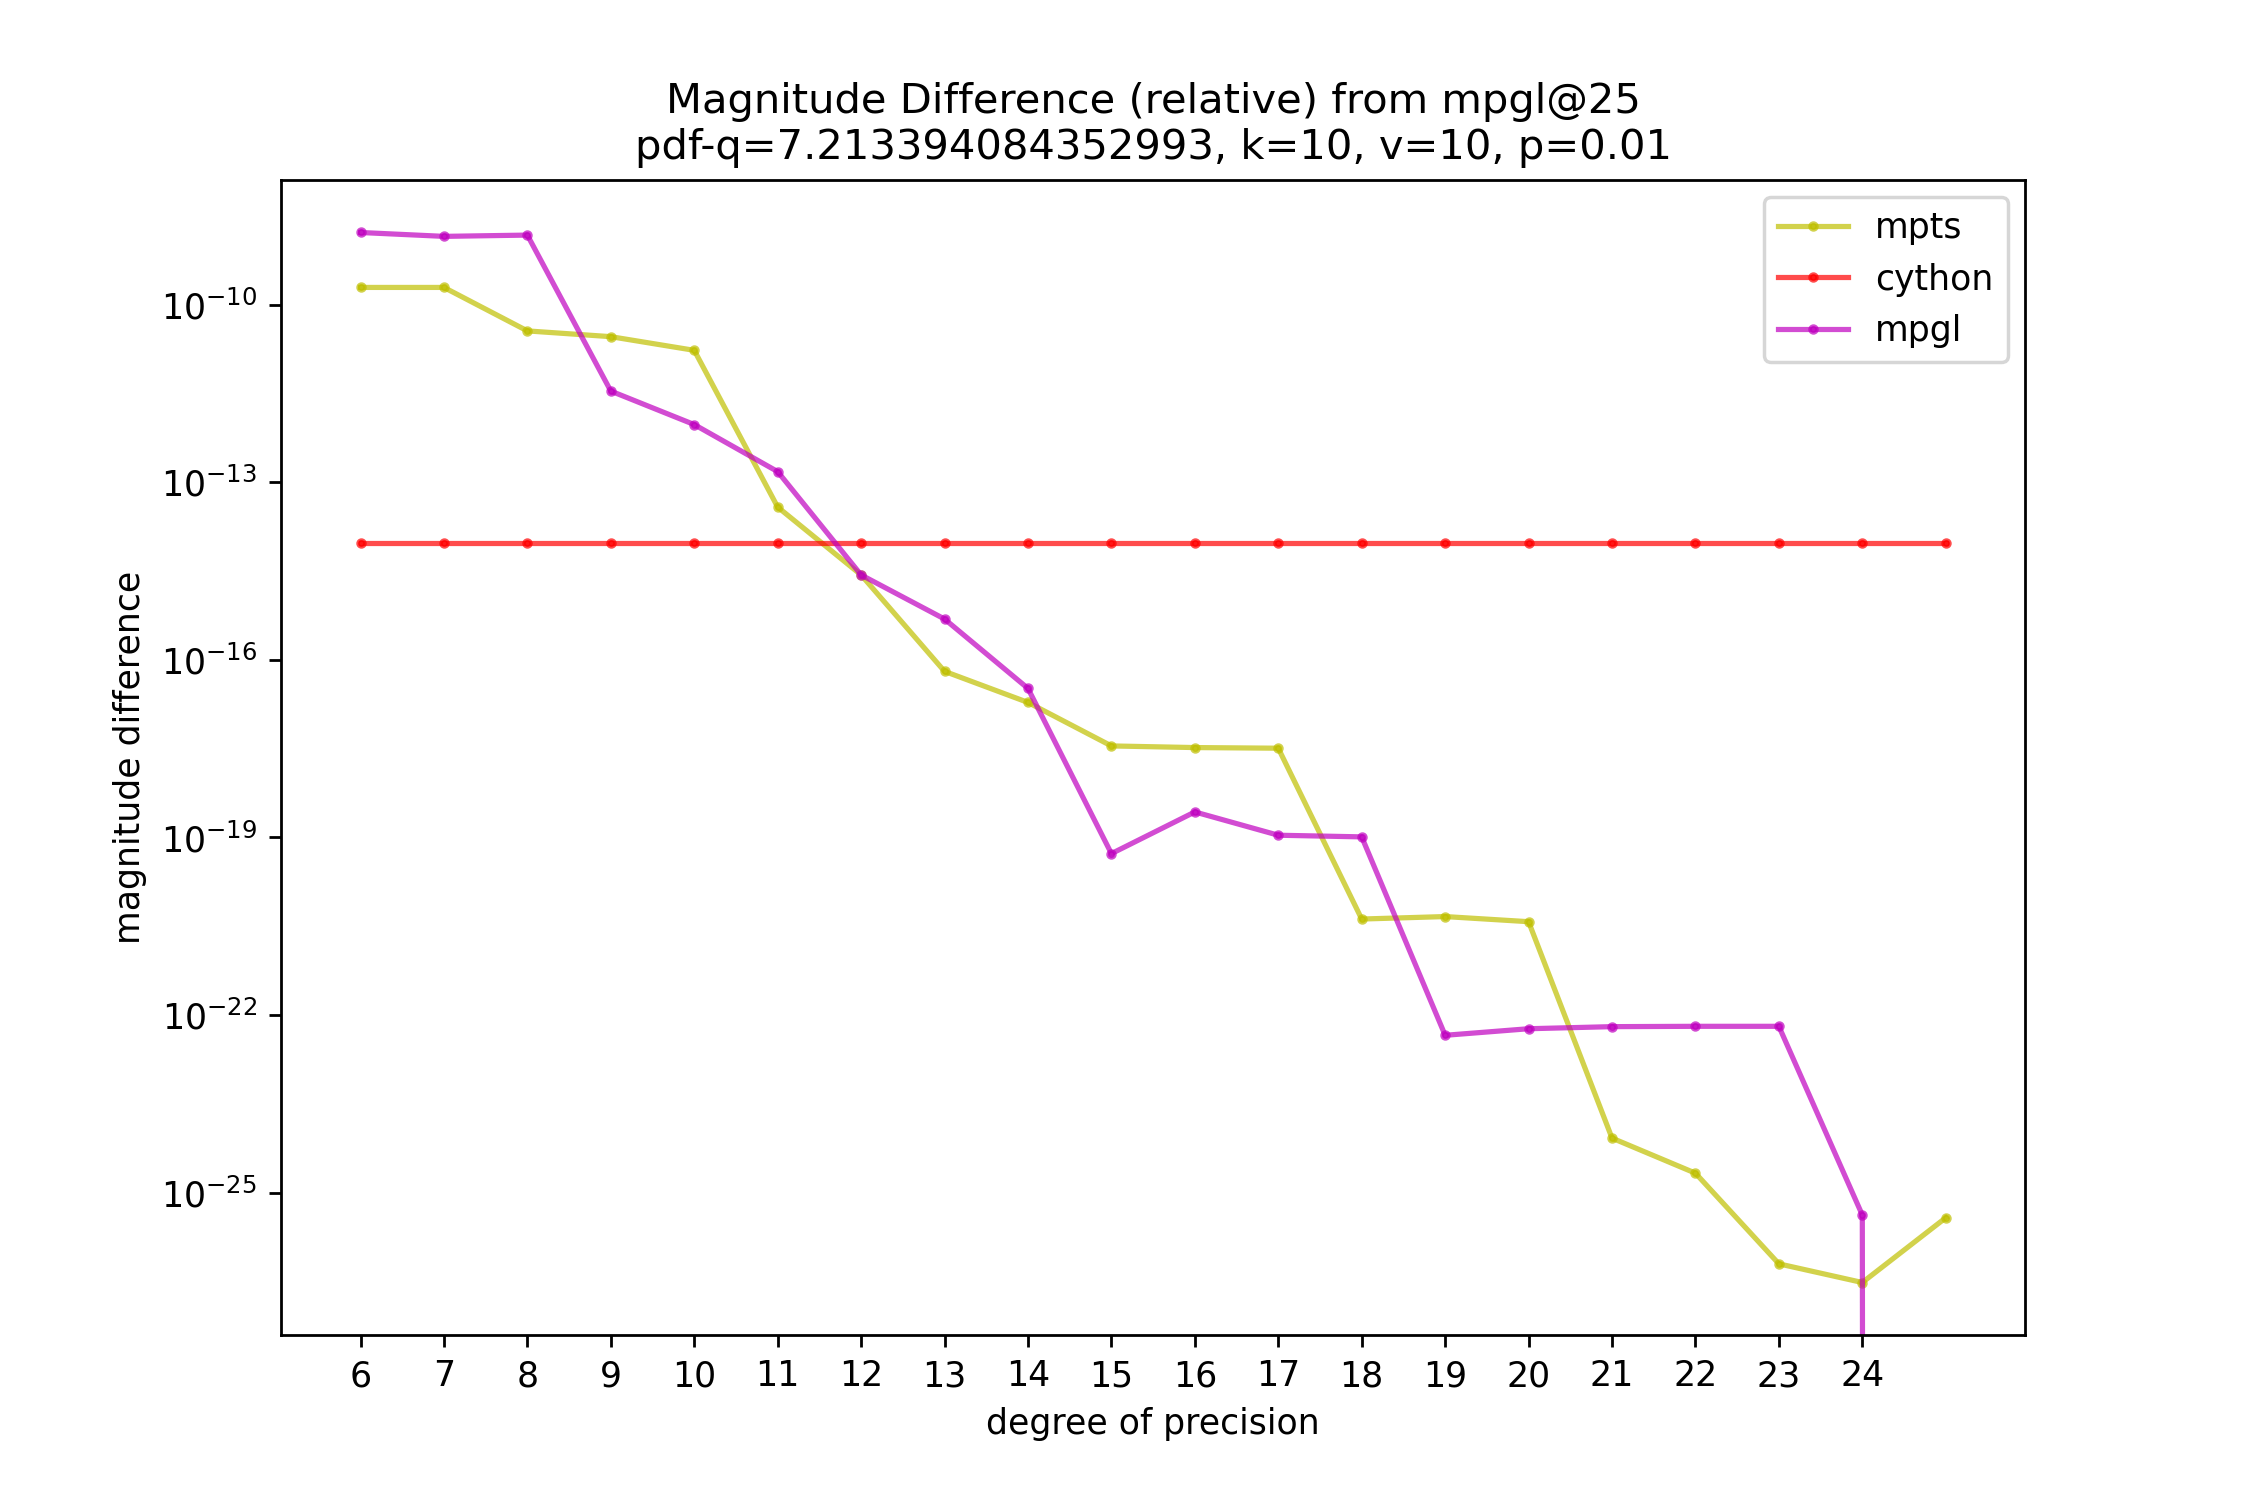 Magnitude Difference (relative) from mpgl@25
pdf-q=7.213394084352993, k=10, v=10, p=0.01
mpts
cython
mpgl
magnitude difference
10⁻¹⁰
10⁻¹³
10⁻¹⁶
10⁻¹⁹
10⁻²²
10⁻²⁵
6 7 8 9 10 11 12 13 14 15 16 17 18 19 20 21 22 23 24
degree of precision